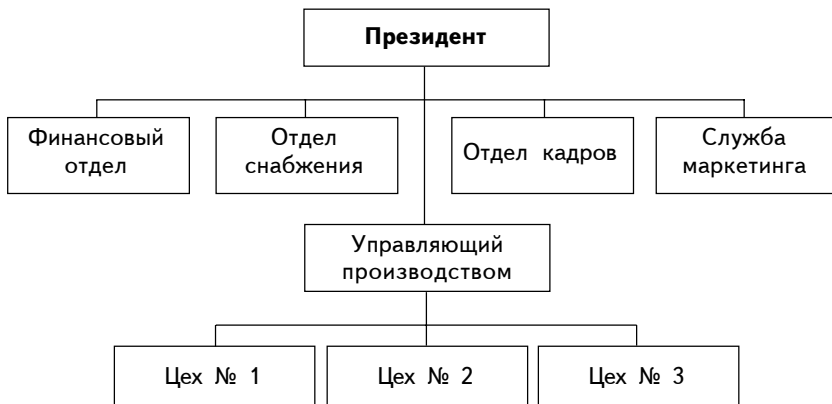 Президент
Финансовый
отдел
Отдел
снабжения
Отдел кадров
Служба
маркетинга
Управляющий
производством
Цех № 1
Цех № 2
Цех № 3